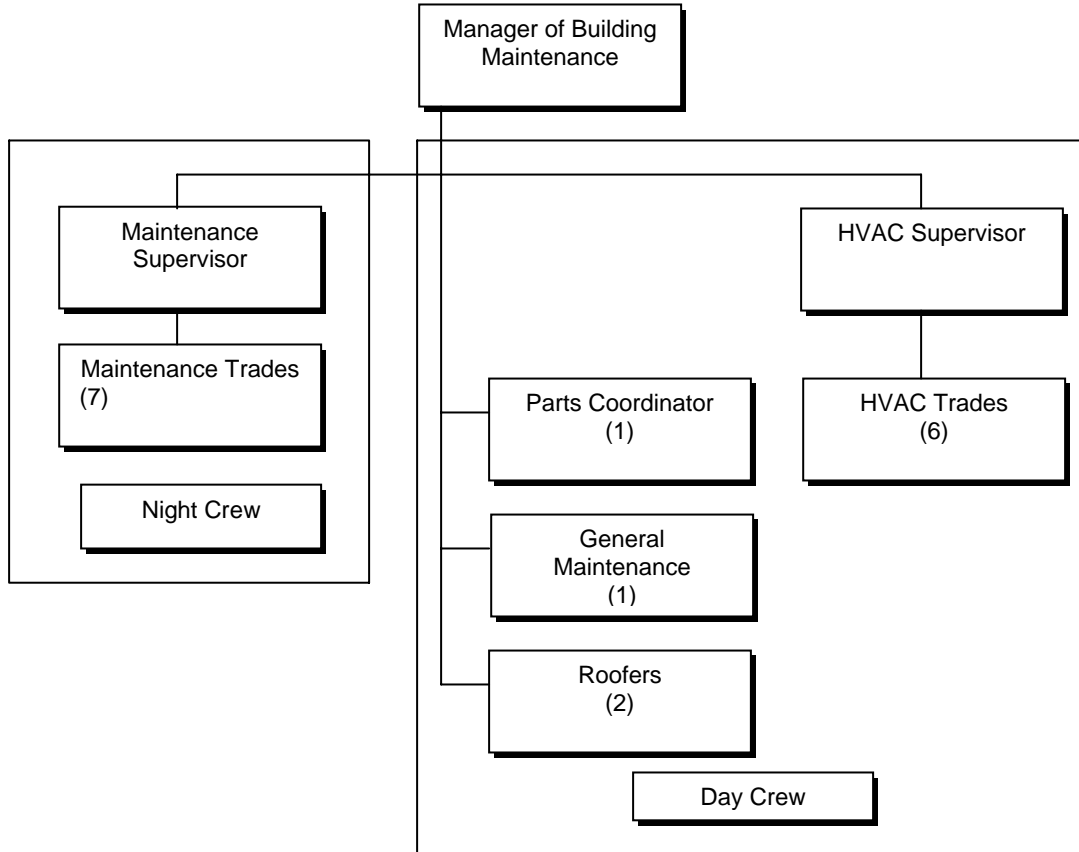 Manager of Building
Maintenance
Maintenance
Supervisor
HVAC Supervisor
Maintenance Trades
(7)
Parts Coordinator
(1)
HVAC Trades
(6)
Night Crew
General
Maintenance
(1)
Roofers
(2)
Day Crew